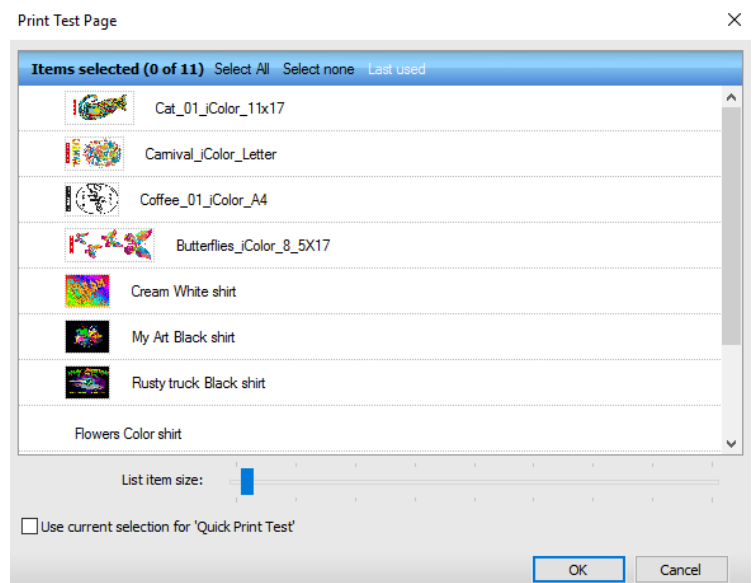 Print Test Page
Items selected (0 of 11) Select All Select none Last used
Cat_01_iColor_11x17
Carnival_iColor_Letter
Coffee_01_iColor_A4
Butterflies_iColor_8_5X17
Cream White shirt
My Art Black shirt
Rusty truck Black shirt
Flowers Color shirt
List item size:
Use current selection for 'Quick Print Test'
OK Cancel